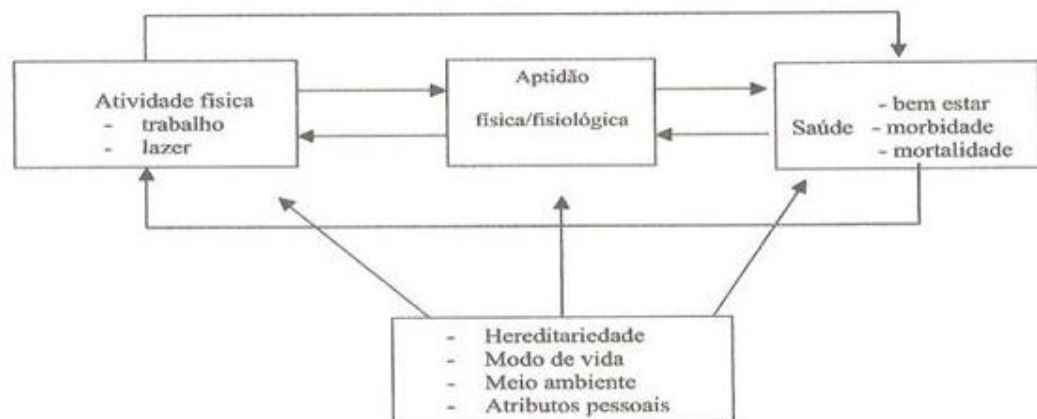 Atividade física
- trabalho
- lazer
Aptidão
física/fisiológica
- bem estar
Saúde - morbidade
- mortalidade
- Hereditariedade
- Modo de vida
- Meio ambiente
- Atributos pessoais